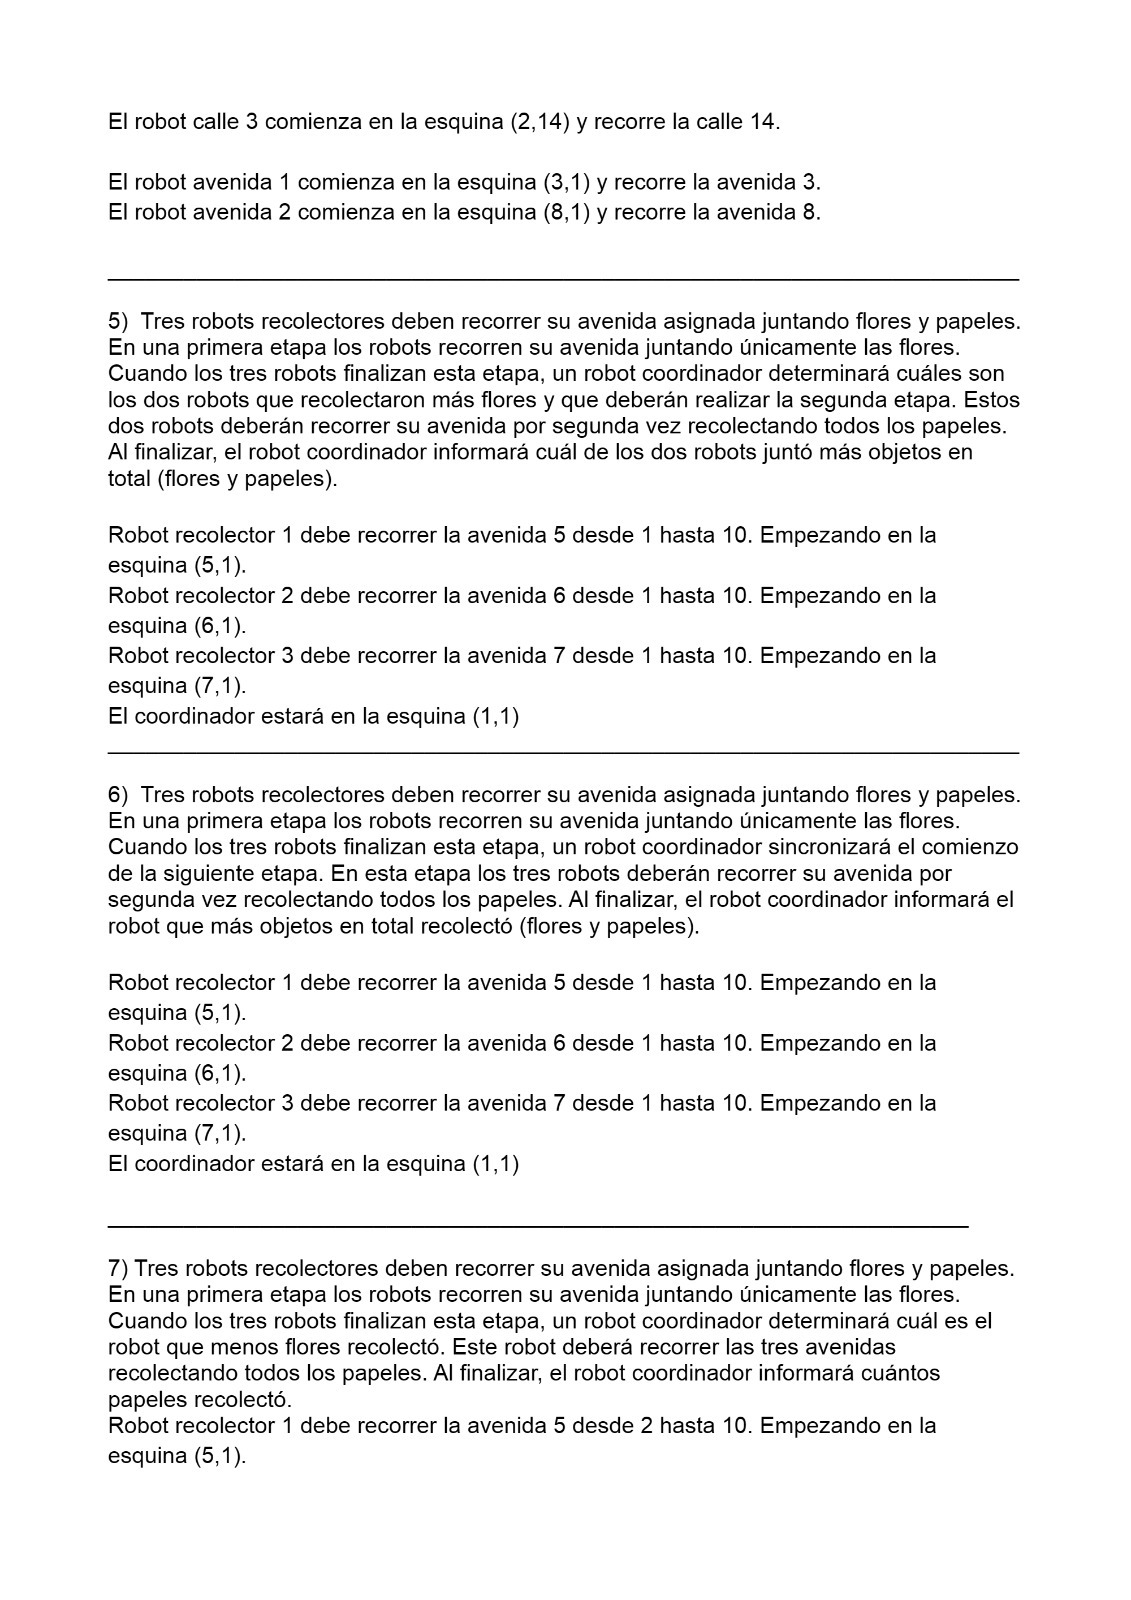 El robot calle 3 comienza en la esquina (2,14) y recorre la calle 14.
El robot avenida 1 comienza en la esquina (3,1) y recorre la avenida 3.
El robot avenida 2 comienza en la esquina (8,1) y recorre la avenida 8.
5)  Tres robots recolectores deben recorrer su avenida asignada juntando flores y papeles.
En una primera etapa los robots recorren su avenida juntando únicamente las flores.
Cuando los tres robots finalizan esta etapa, un robot coordinador determinará cuáles son
los dos robots que recolectaron más flores y que deberán realizar la segunda etapa. Estos
dos robots deberán recorrer su avenida por segunda vez recolectando todos los papeles.
Al finalizar, el robot coordinador informará cuál de los dos robots juntó más objetos en
total (flores y papeles).
Robot recolector 1 debe recorrer la avenida 5 desde 1 hasta 10. Empezando en la
esquina (5,1).
Robot recolector 2 debe recorrer la avenida 6 desde 1 hasta 10. Empezando en la
esquina (6,1).
Robot recolector 3 debe recorrer la avenida 7 desde 1 hasta 10. Empezando en la
esquina (7,1).
El coordinador estará en la esquina (1,1)
6)  Tres robots recolectores deben recorrer su avenida asignada juntando flores y papeles.
En una primera etapa los robots recorren su avenida juntando únicamente las flores.
Cuando los tres robots finalizan esta etapa, un robot coordinador sincronizará el comienzo
de la siguiente etapa. En esta etapa los tres robots deberán recorrer su avenida por
segunda vez recolectando todos los papeles. Al finalizar, el robot coordinador informará el
robot que más objetos en total recolectó (flores y papeles).
Robot recolector 1 debe recorrer la avenida 5 desde 1 hasta 10. Empezando en la
esquina (5,1).
Robot recolector 2 debe recorrer la avenida 6 desde 1 hasta 10. Empezando en la
esquina (6,1).
Robot recolector 3 debe recorrer la avenida 7 desde 1 hasta 10. Empezando en la
esquina (7,1).
El coordinador estará en la esquina (1,1)
7) Tres robots recolectores deben recorrer su avenida asignada juntando flores y papeles.
En una primera etapa los robots recorren su avenida juntando únicamente las flores.
Cuando los tres robots finalizan esta etapa, un robot coordinador determinará cuál es el
robot que menos flores recolectó. Este robot deberá recorrer las tres avenidas
recolectando todos los papeles. Al finalizar, el robot coordinador informará cuántos
papeles recolectó.
Robot recolector 1 debe recorrer la avenida 5 desde 2 hasta 10. Empezando en la
esquina (5,1).